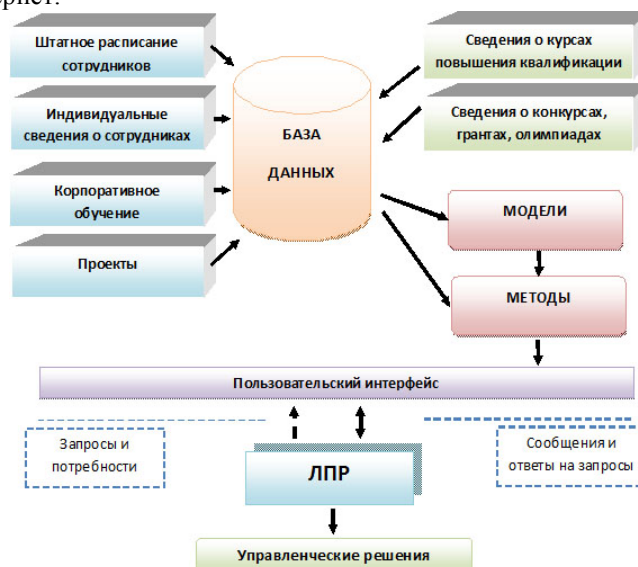 Штатное расписание
сотрудников
Индивидуальные
сведения о сотрудниках
Корпоративное
обучение
Проекты
БАЗА
ДАННЫХ
Сведения о курсах
повышения квалификации
Сведения о конкурсах,
грантах, олимпиадах
МОДЕЛИ
МЕТОДЫ
Пользовательский интерфейс
Запросы и
потребности
ЛПР
Сообщения и
ответы на запросы
Управленческие решения